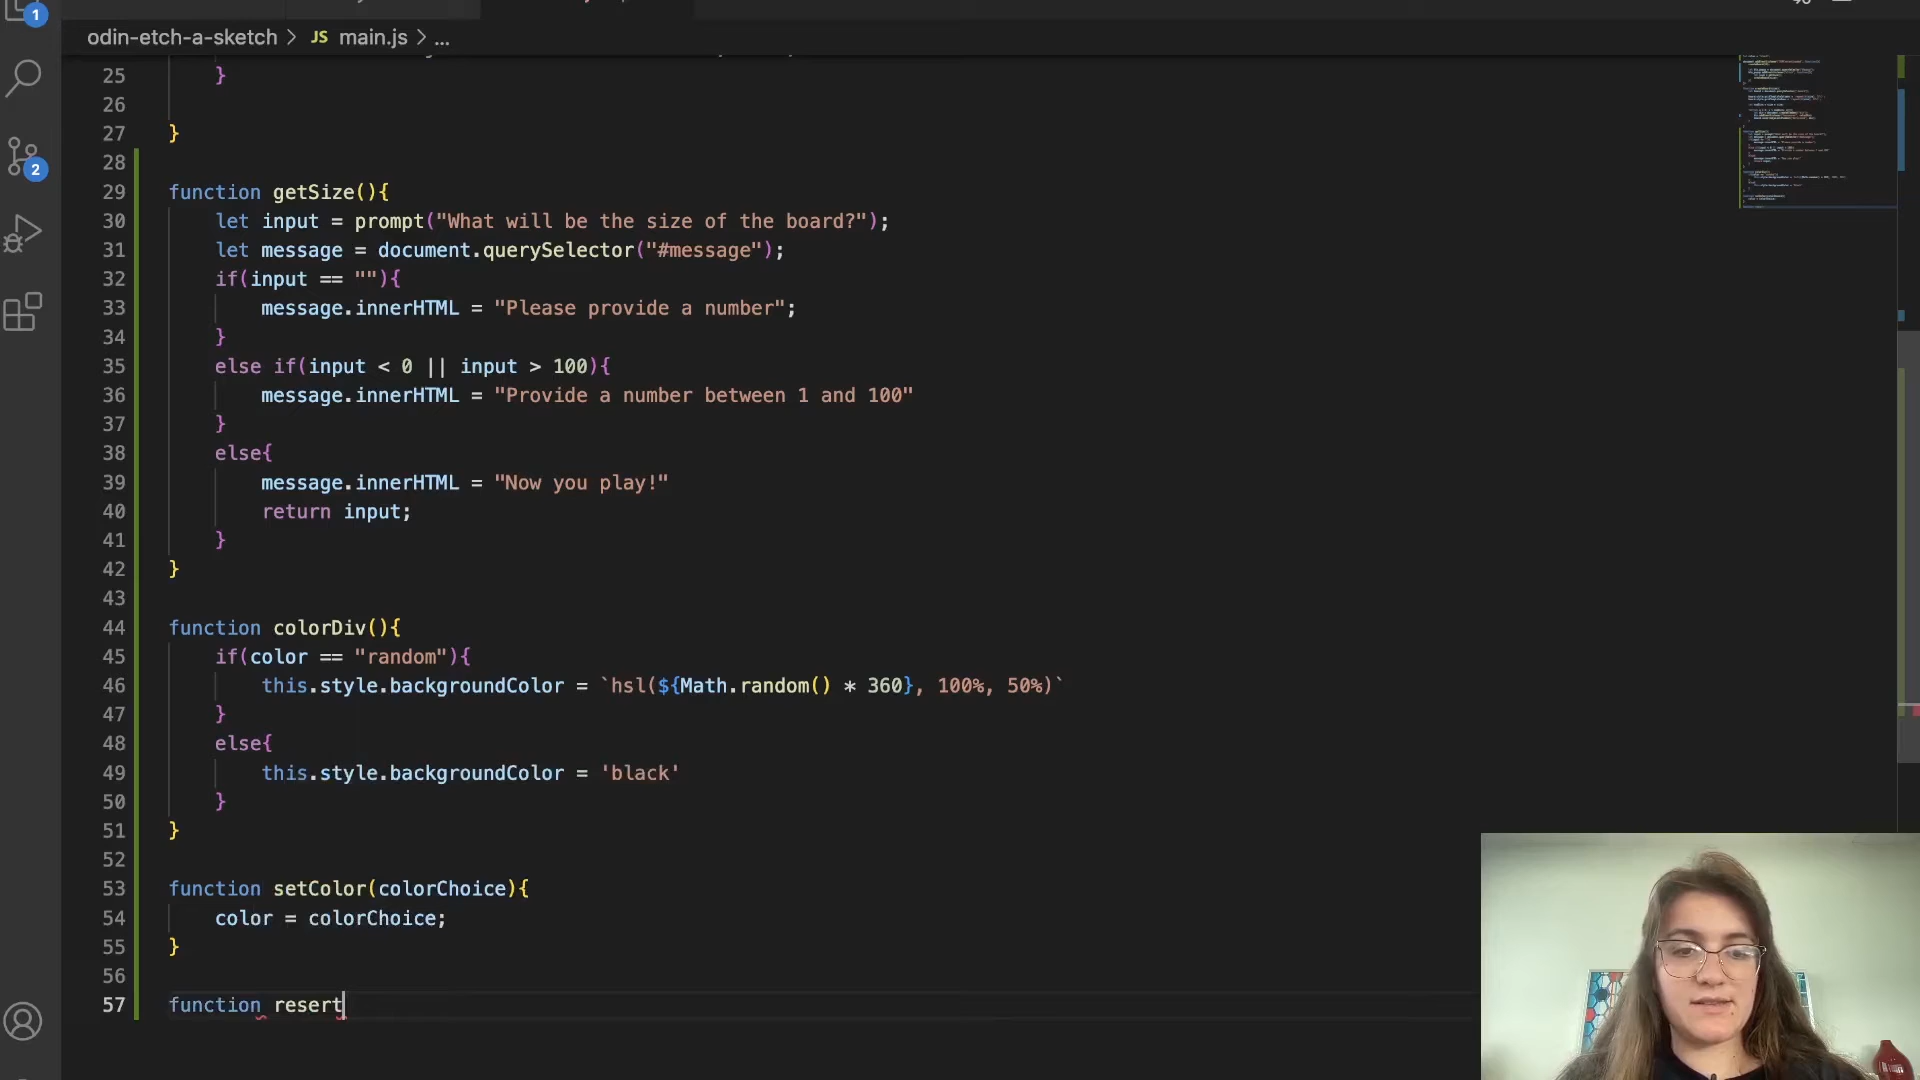 1
odin-etch-a-sketch > JS main.js > ...
25 }
26
27 }
28
2
29 function getSize(){
30 let input = prompt("What will be the size of the board?");
31 let message = document.querySelector("#message");
32 if(input == ""){
33 message.innerHTML = "Please provide a number";
34 }
35 else if(input < 0 || input > 100){
36 message.innerHTML = "Provide a number between 1 and 100"
37 }
38 else{
39 message.innerHTML = "Now you play!"
40 return input;
41 }
42 }
43
44 function colorDiv(){
45 if(color == "random"){
46 this.style.backgroundColor = `hsl(${Math.random() * 360}, 100%, 50%)`
47 }
48 else{
49 this.style.backgroundColor = 'black'
50 }
51 }
52
53 function setColor(colorChoice){
54 color = colorChoice;
55 }
56
57 function resert